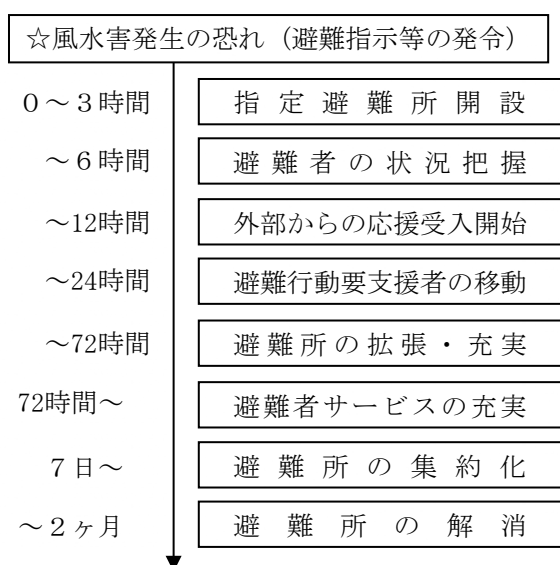 ☆風水害発生の恐れ（避難指示等の発令）
０～３時間 指定避難所開設
～６時間 避難者の状況把握
～12時間 外部からの応援受入開始
～24時間 避難行動要支援者の移動
～72時間 避難所の拡張・充実
72時間～ 避難者サービスの充実
７日～ 避難所の集約化
～２ヶ月 避難所の解消